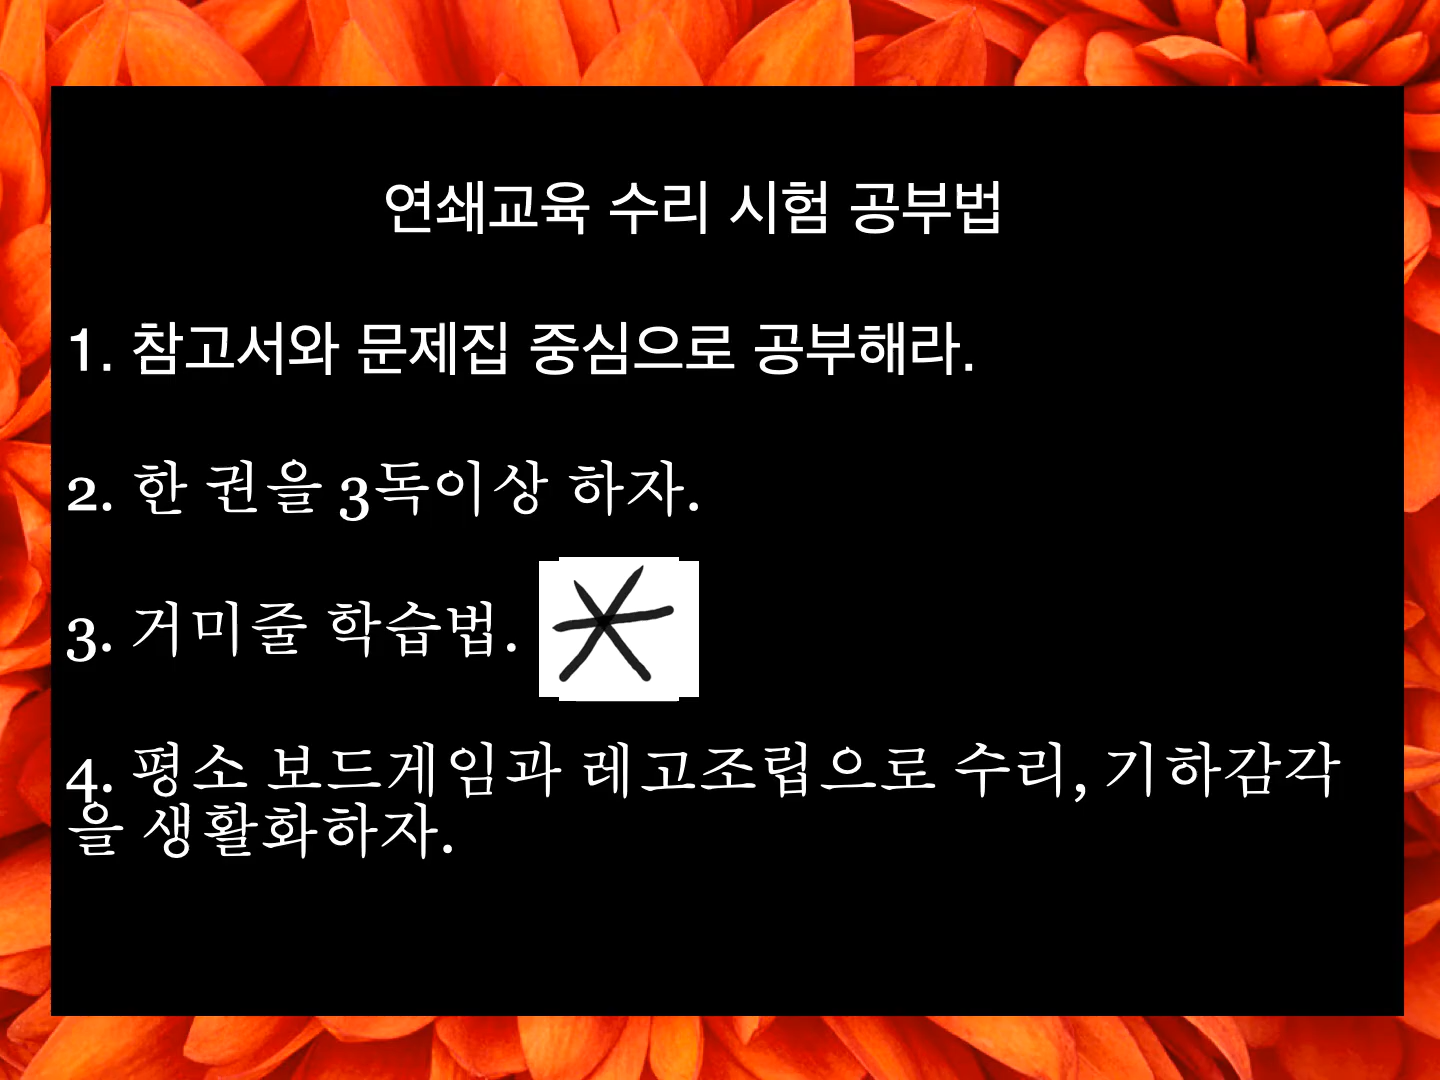 연쇄교육 수리 시험 공부법
1. 참고서와 문제집 중심으로 공부해라.
2. 한 권을 3독이상 하자.
3. 거미줄 학습법.
4. 평소 보드게임과 레고조립으로 수리, 기하감각
을 생활화하자.